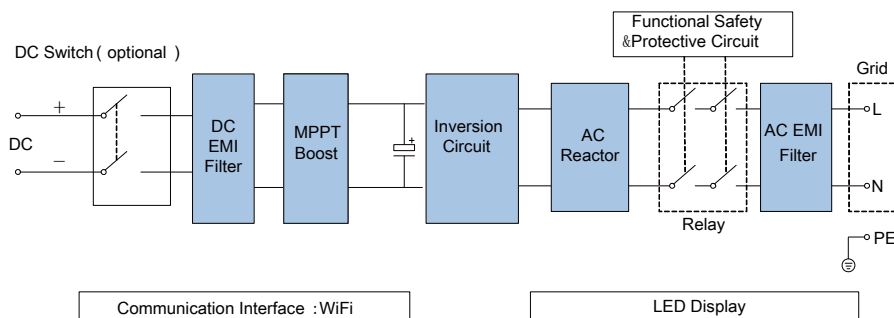 Functional Safety
&Protective Circuit
DC Switch ( optional )
Grid
+
DC
−
DC
EMI
Filter
MPPT
Boost
+
Inversion
Circuit
AC
Reactor
Relay
AC EMI
Filter
L
N
PE
Communication Interface :WiFi
LED Display